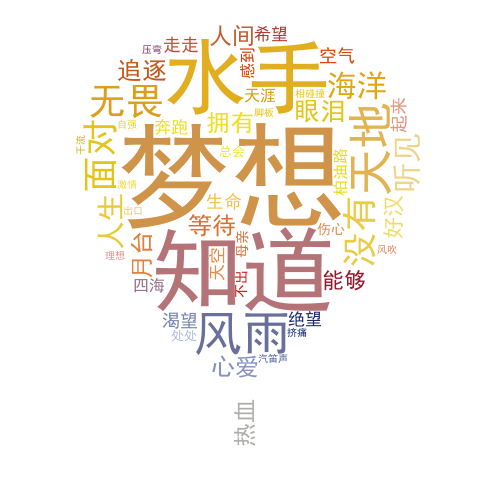 人间
希望
压弯
走走
感到
空气
水手
追逐
海洋
天涯
相碰撞
无畏
眼泪
脚板
起来
自强
奔跑
拥有
天地
面对
干流
梦想
总会
柏油路
听见
激情
生命
没有
好汉
人生
出口
等待
伤心
月台
母亲
理想
知道
天空
风吹
四海
不出
能够
渴望
风雨
绝望
处处
挤痛
心爱
汽笛声
热血